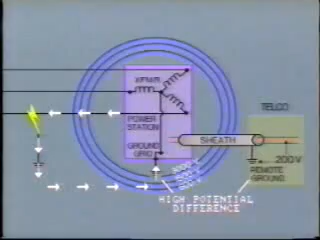 XFMR
TELCO
POWER
STATION
SHEATH
GROUND
GRID
200V
REMOTE
GROUND
HIGH POTENTIAL
DIFFERENCE